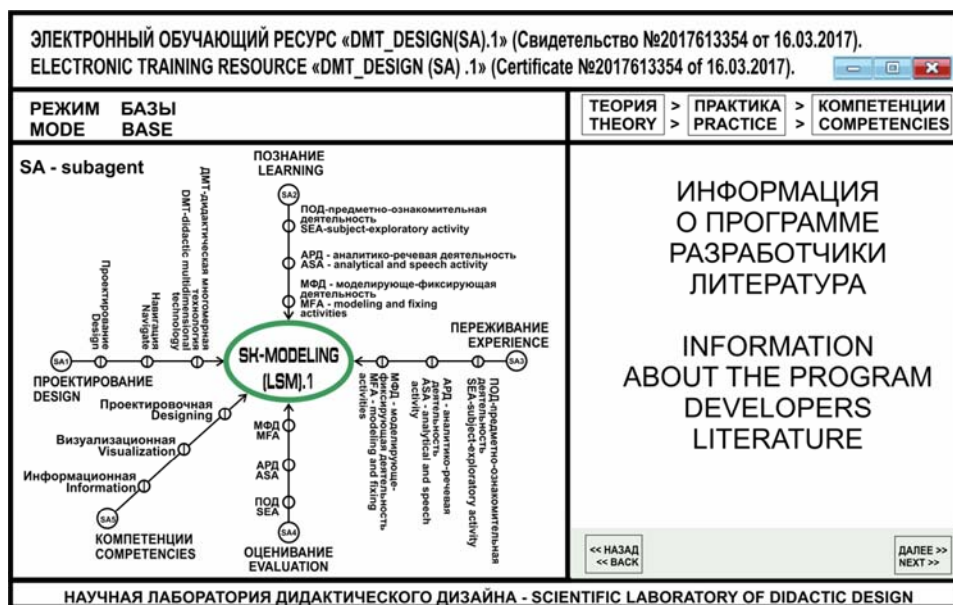 ЭЛЕКТРОННЫЙ ОБУЧАЮЩИЙ РЕСУРС «DMT_DESIGN(SA).1» (Свидетельство №2017613354 от 16.03.2017).
ELECTRONIC TRAINING RESOURCE «DMT_DESIGN (SA) .1» (Certificate №2017613354 of 16.03.2017).
РЕЖИМ БАЗЫ
MODE BASE
ТЕОРИЯ > ПРАКТИКА > КОМПЕТЕНЦИИ
THEORY > PRACTICE > COMPETENCIES
SA - subagent
ПОЗНАНИЕ
LEARNING
SA2
ПОД-предметно-ознакомительная
деятельность
SEA-subject-exploratory activity
АРД - аналитико-речевая деятельность
ASA - analytical and speech activity
МФД - моделирующе-фиксирующая
деятельность
MFA - modeling and fixing
activities
Проектирование
Design
Навигация
Navigate
ДМТ-дидактическая многомерная
технология
DMT-didactic multidimensional
technology
SA1
ПРОЕКТИРОВАНИЕ
DESIGN
SK-MODELING
(LSM).1
ПЕРЕЖИВАНИЕ
EXPERIENCE
SA3
МФД - моделирующе-
фиксирующая деятельность
MFA - modeling and fixing
activities
АРД - аналитико-речевая
деятельность
ASA - analytical and speech
activity
ПОД-предметно-ознакомительная
деятельность
SEA-subject-exploratory activity
Проектировочная
Designing
Визуализационная
Visualization
Информационная
Information
SA5
КОМПЕТЕНЦИИ
COMPETENCIES
МФД
MFA
АРД
ASA
ПОД
SEA
SA4
ОЦЕНИВАНИЕ
EVALUATION
ИНФОРМАЦИЯ
О ПРОГРАММЕ
РАЗРАБОТЧИКИ
ЛИТЕРАТУРА
INFORMATION
ABOUT THE PROGRAM
DEVELOPERS
LITERATURE
<< НАЗАД
<< BACK
ДАЛЕЕ >>
NEXT >>
НАУЧНАЯ ЛАБОРАТОРИЯ ДИДАКТИЧЕСКОГО ДИЗАЙНА - SCIENTIFIC LABORATORY OF DIDACTIC DESIGN